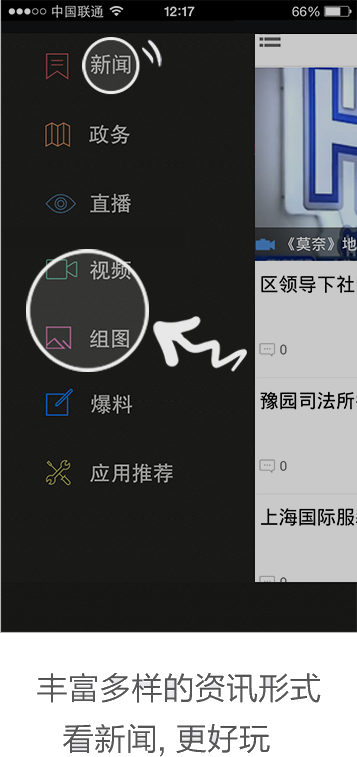 中国联通 12:17 66%
新闻
政务
直播
视频
组图
爆料
应用推荐
《莫奈》地
区领导下社
0
豫园司法所
0
上海国际服
0
丰富多样的资讯形式
看新闻, 更好玩